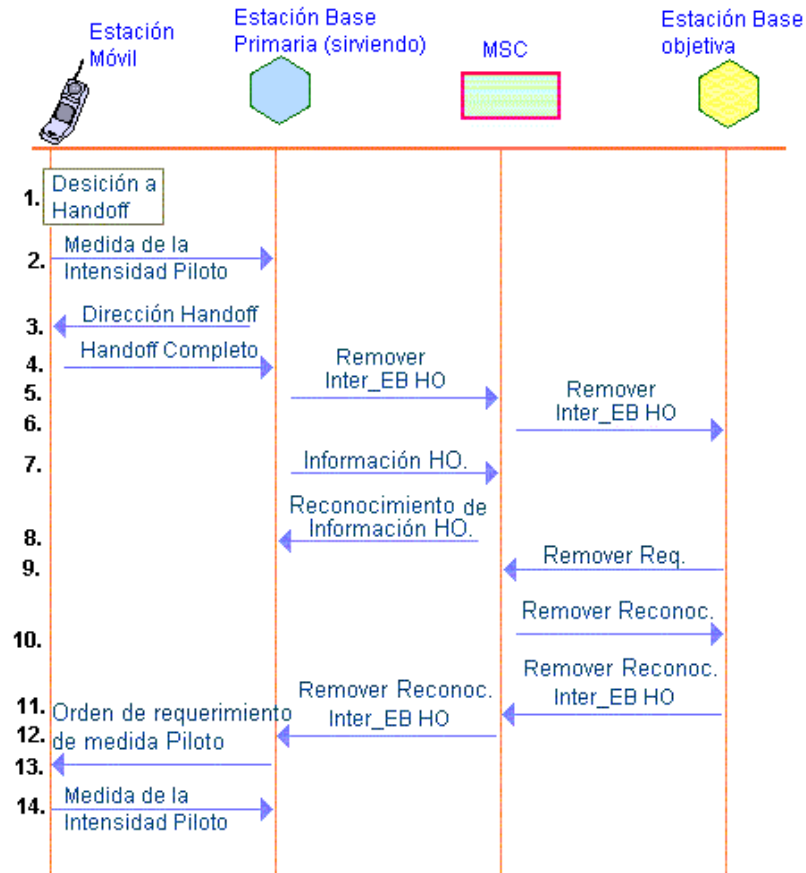 Estación
Móvil
Estación Base
Primaria (sirviendo)
MSC
Estación Base
objetiva
1. Desición a
Handoff
2. Medida de la
Intensidad Piloto
3. Dirección Handoff
4. Handoff Completo
5. Remover
Inter_EB HO
6. Remover
Inter_EB HO
7. Información HO.
8. Reconocimiento de
Información HO.
9. Remover Req.
10. Remover Reconoc.
11. Remover Reconoc.
Inter_EB HO
12. Remover Reconoc.
Inter_EB HO
13. Orden de requerimiento
de medida Piloto
14. Medida de la
Intensidad Piloto